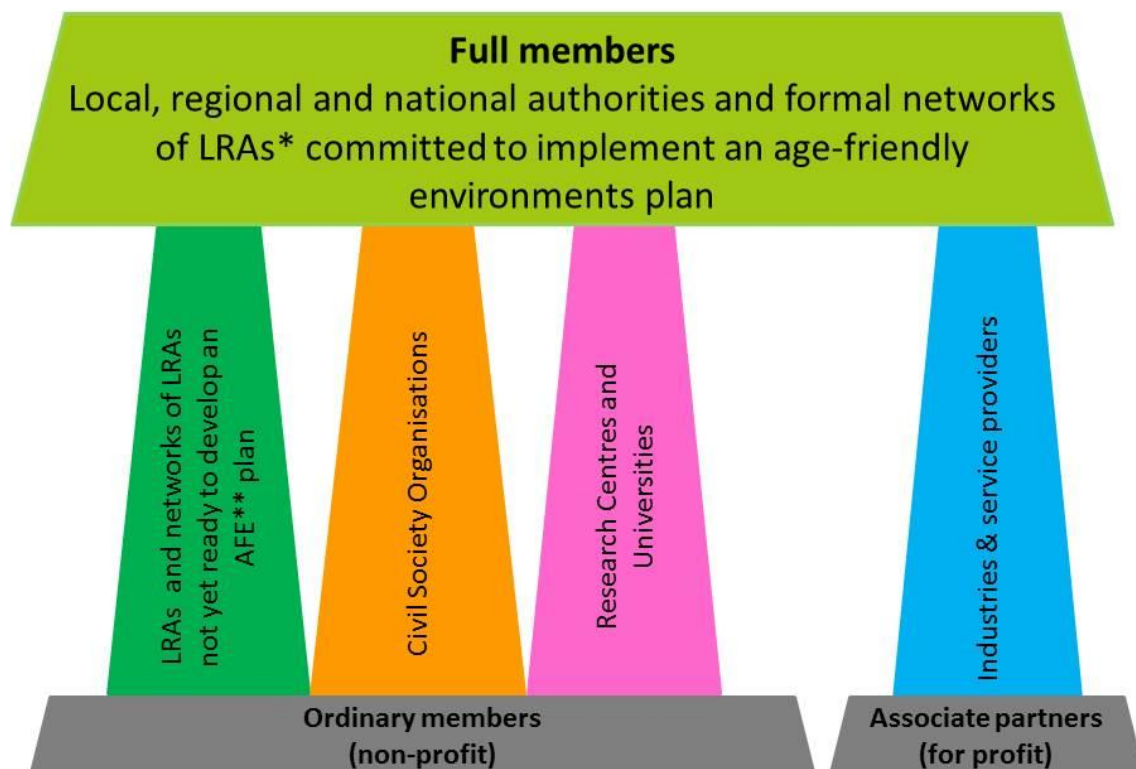 Full members
Local, regional and national authorities and formal networks
of LRAs* committed to implement an age-friendly
environments plan
LRAs and networks of LRAs
not yet ready to develop an
AFE** plan
Civil Society Organisations
Research Centres and
Universities
Industries & service providers
Ordinary members
(non-profit)
Associate partners
(for profit)